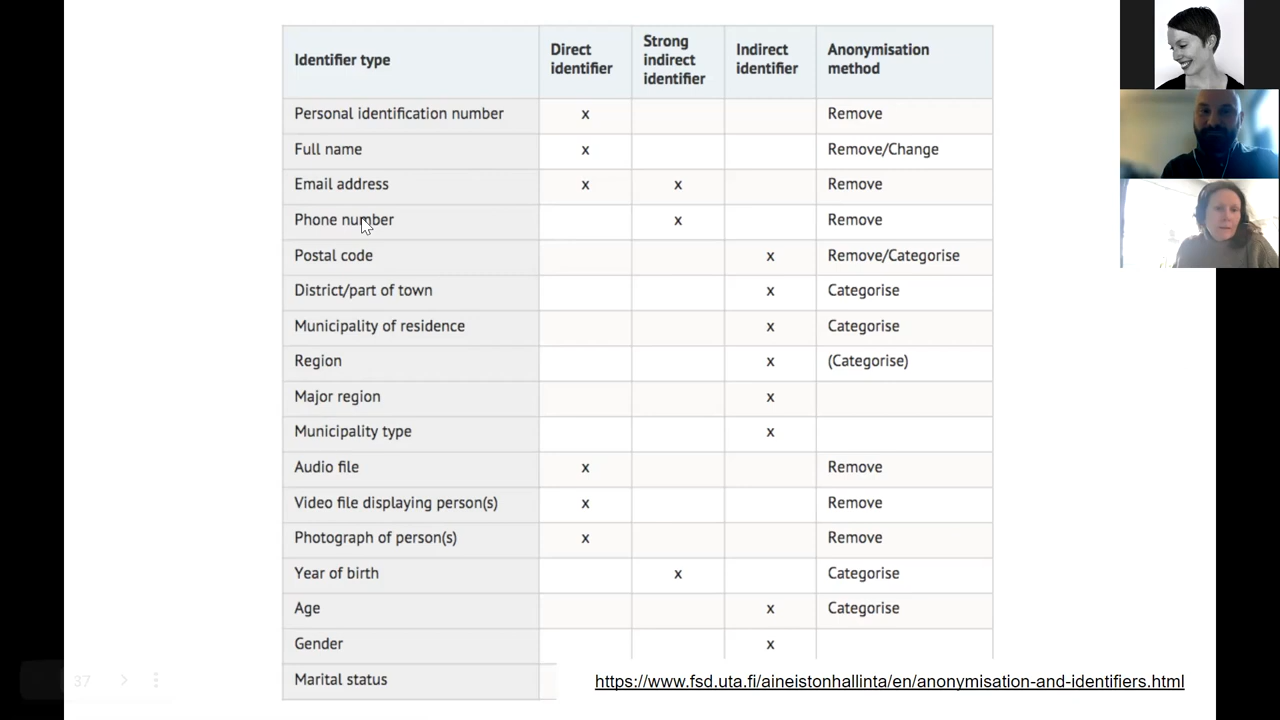 Identifier type Direct identifier Strong indirect identifier Indirect identifier Anonymisation method
Personal identification number x Remove
Full name x Remove/Change
Email address x x Remove
Phone number x Remove
Postal code x Remove/Categorise
District/part of town x Categorise
Municipality of residence x Categorise
Region x (Categorise)
Major region x
Municipality type x
Audio file x Remove
Video file displaying person(s) x Remove
Photograph of person(s) x Remove
Year of birth x Categorise
Age x Categorise
Gender x
Marital status
https://www.fsd.uta.fi/aineistonhallinta/en/anonymisation-and-identifiers.html
37